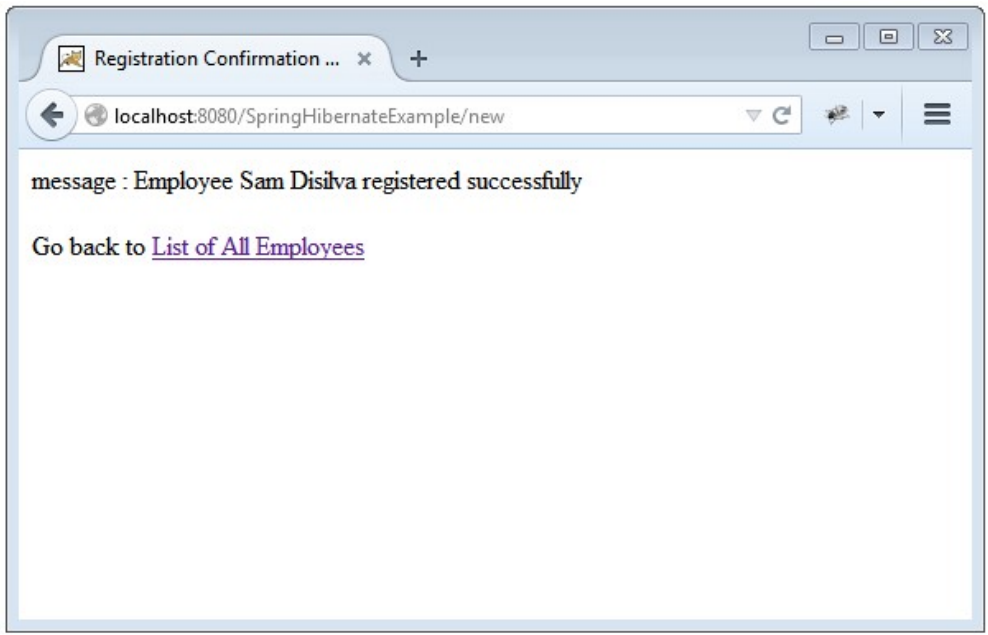 Registration Confirmation ...
localhost:8080/SpringHibernateExample/new
message : Employee Sam Disilva registered successfully
Go back to List of All Employees